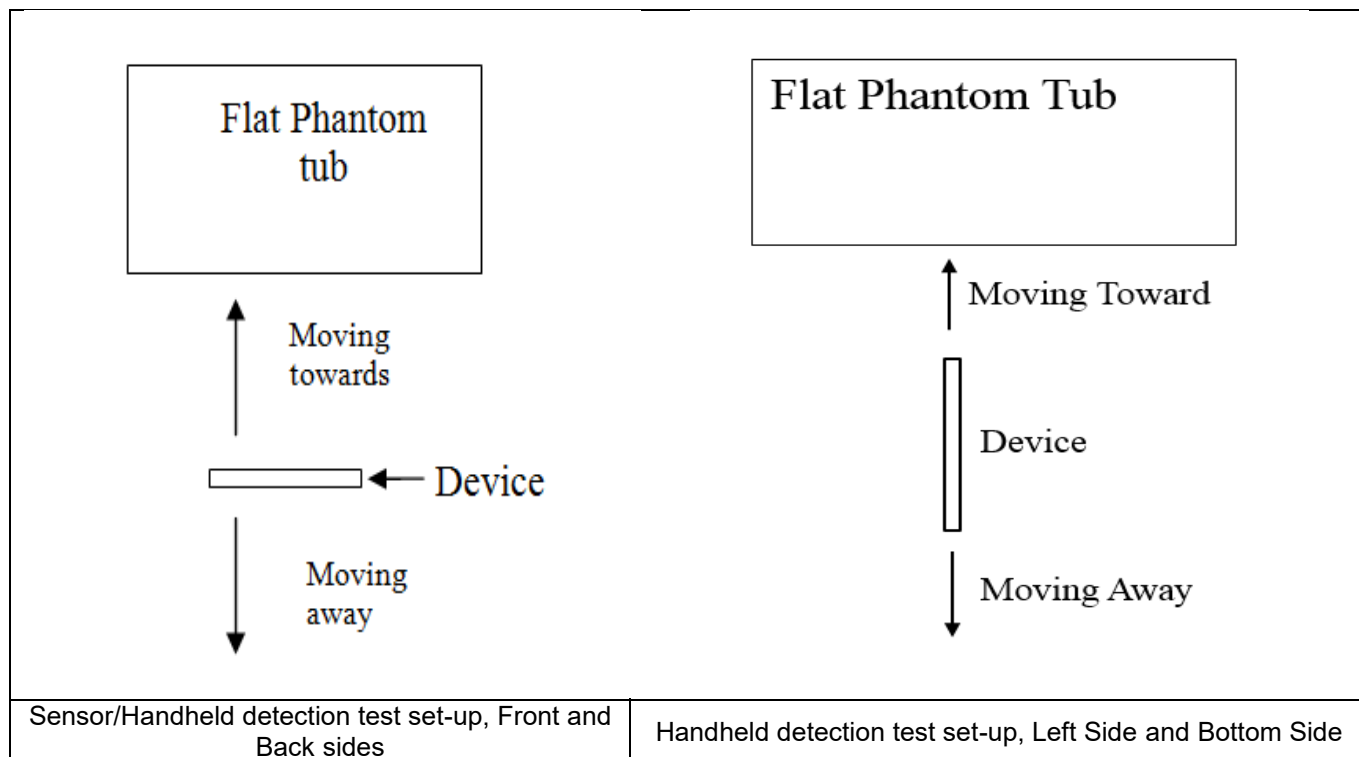 Flat Phantom
tub
Moving
towards
Device
Moving
away
Flat Phantom Tub
Moving Toward
Device
Moving Away
Sensor/Handheld detection test set-up, Front and
Back sides
Handheld detection test set-up, Left Side and Bottom Side